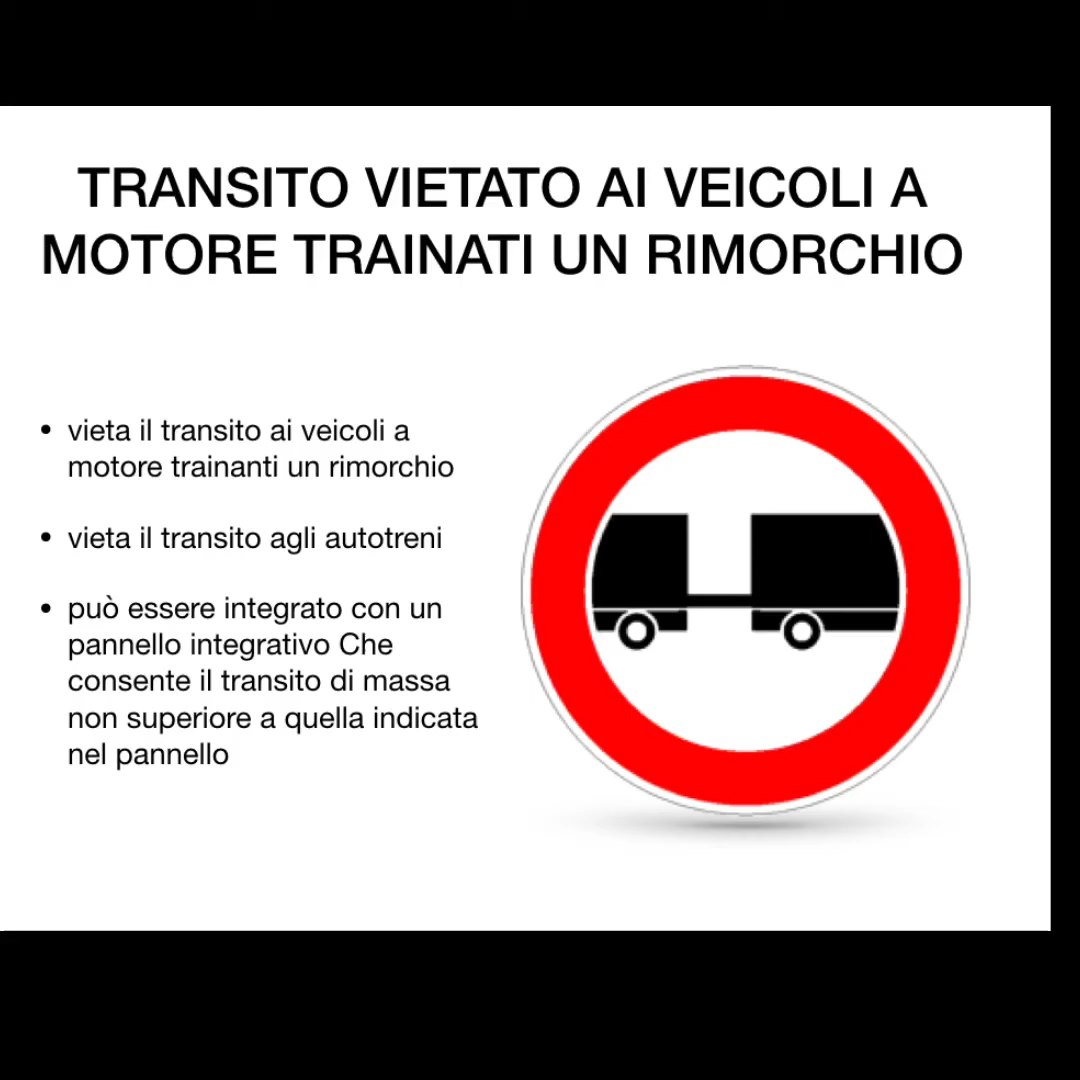 TRANSITO VIETATO AI VEICOLI A
MOTORE TRAINATI UN RIMORCHIO
• vieta il transito ai veicoli a
motore trainanti un rimorchio
• vieta il transito agli autotreni
• può essere integrato con un
pannello integrativo Che
consente il transito di massa
non superiore a quella indicata
nel pannello